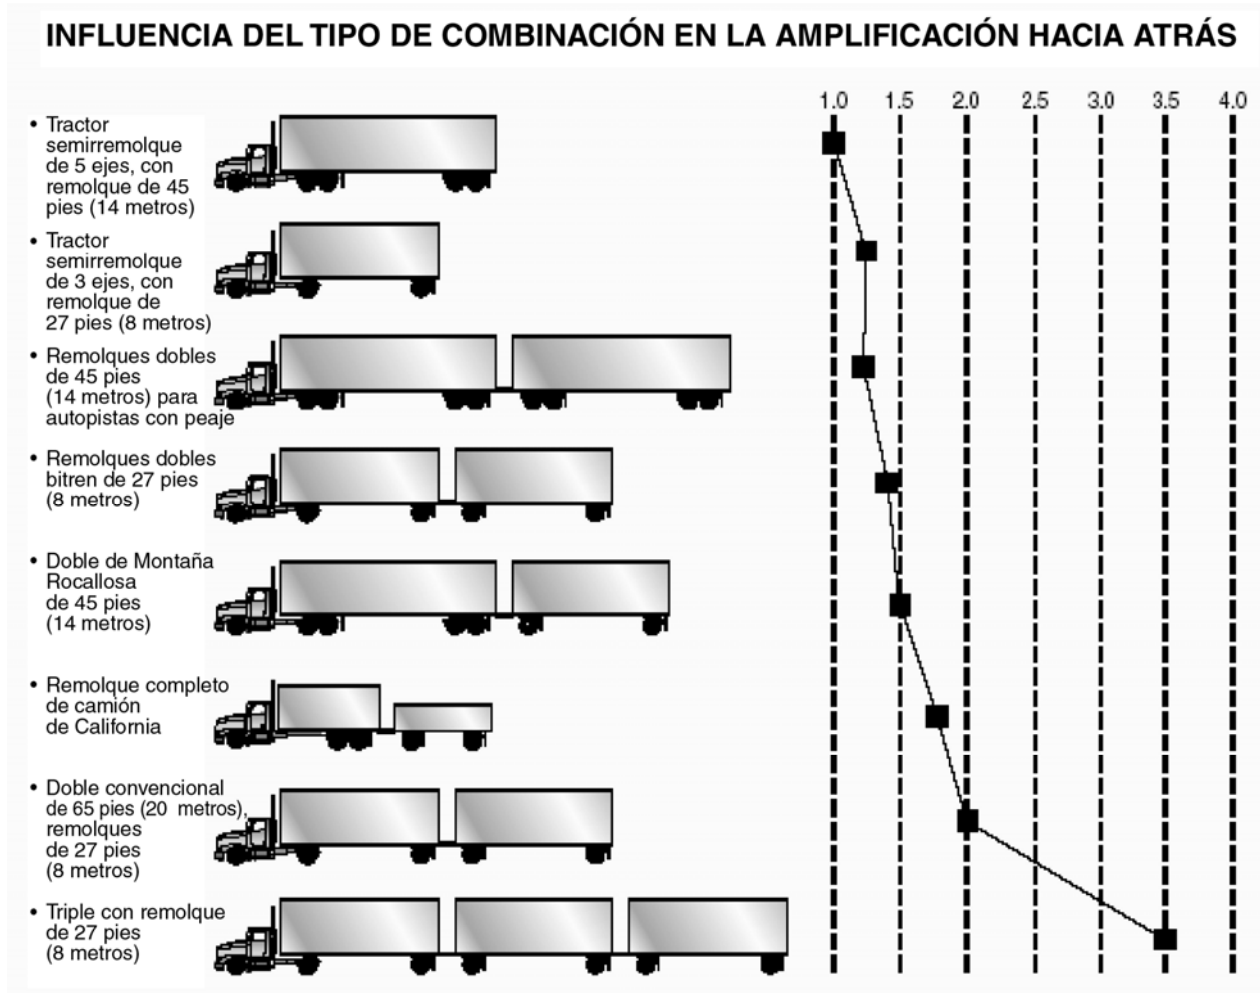 INFLUENCIA DEL TIPO DE COMBINACIÓN EN LA AMPLIFICACIÓN HACIA ATRÁS
1.0 1.5 2.0 2.5 3.0 3.5 4.0
• Tractor
semirremolque
de 5 ejes, con
remolque de 45
pies (14 metros)
• Tractor
semirremolque
de 3 ejes, con
remolque de
27 pies (8 metros)
• Remolques dobles
de 45 pies
(14 metros) para
autopistas con peaje
• Remolques dobles
bitren de 27 pies
(8 metros)
• Doble de Montaña
Rocallosa
de 45 pies
(14 metros)
• Remolque completo
de camión
de California
• Doble convencional
de 65 pies (20 metros),
remolques
de 27 pies
(8 metros)
• Triple con remolque
de 27 pies
(8 metros)